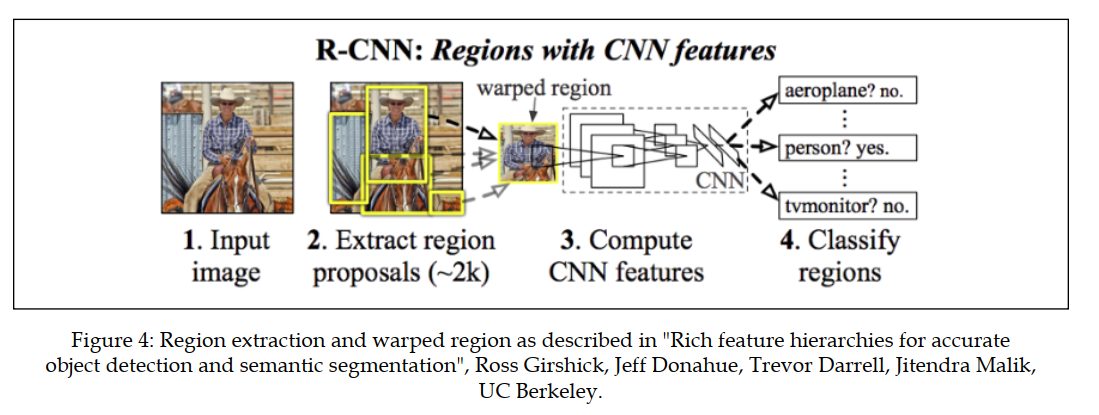 R-CNN: Regions with CNN features
warped region
aeroplane? no.
⋮
person? yes.
⋮
tvmonitor? no.
CNN
1. Input
image
2. Extract region
proposals (~2k)
3. Compute
CNN features
4. Classify
regions
Figure 4: Region extraction and warped region as described in "Rich feature hierarchies for accurate
object detection and semantic segmentation", Ross Girshick, Jeff Donahue, Trevor Darrell, Jitendra Malik,
UC Berkeley.